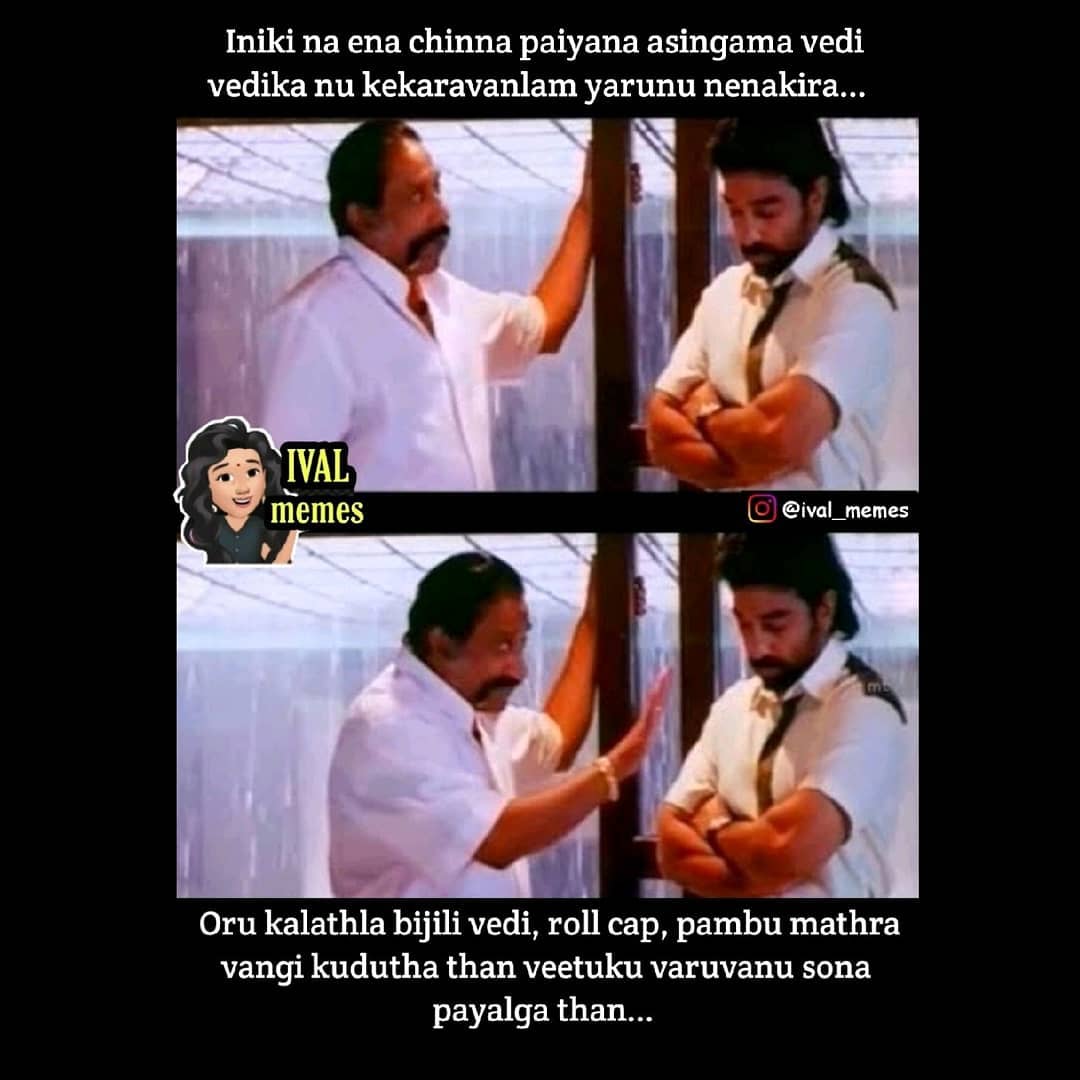 Iniki na ena chinna paiyana asingama vedi
vedika nu kekaravanlam yarunu nenakira...
IVAL
memes
@ival_memes
Oru kalathla bijili vedi, roll cap, pambu mathra
vangi kudutha than veetuku varuvanu sona
payalga than...